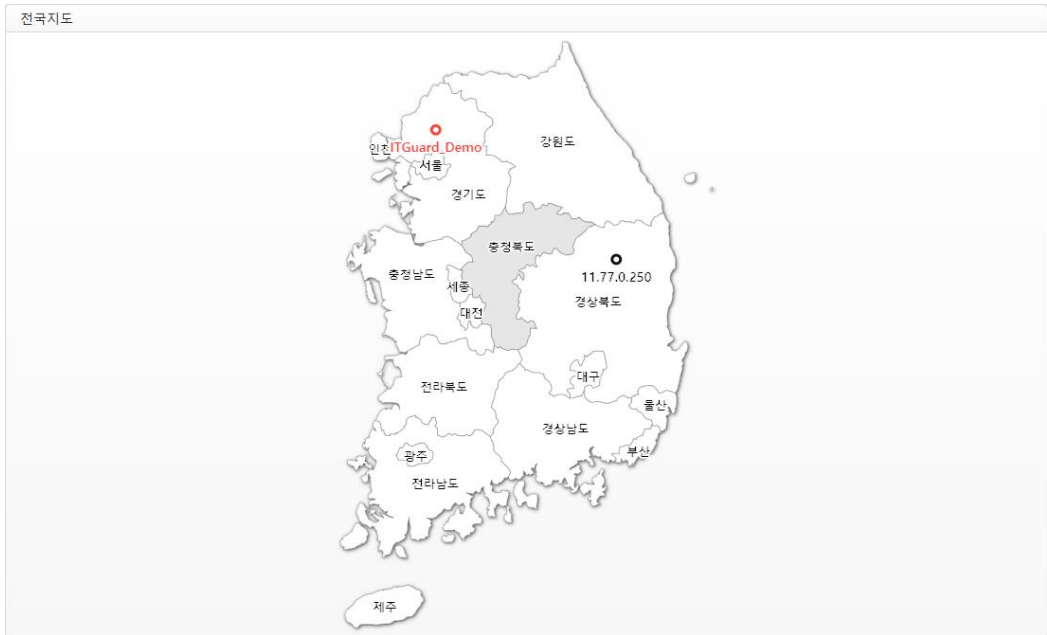 전국지도
강원도
인천
ITGuard_Demo
서울
경기도
충청북도
충청남도
11.77.0.250
세종
경상북도
대전
대구
전라북도
울산
경상남도
부산
광주
전라남도
제주